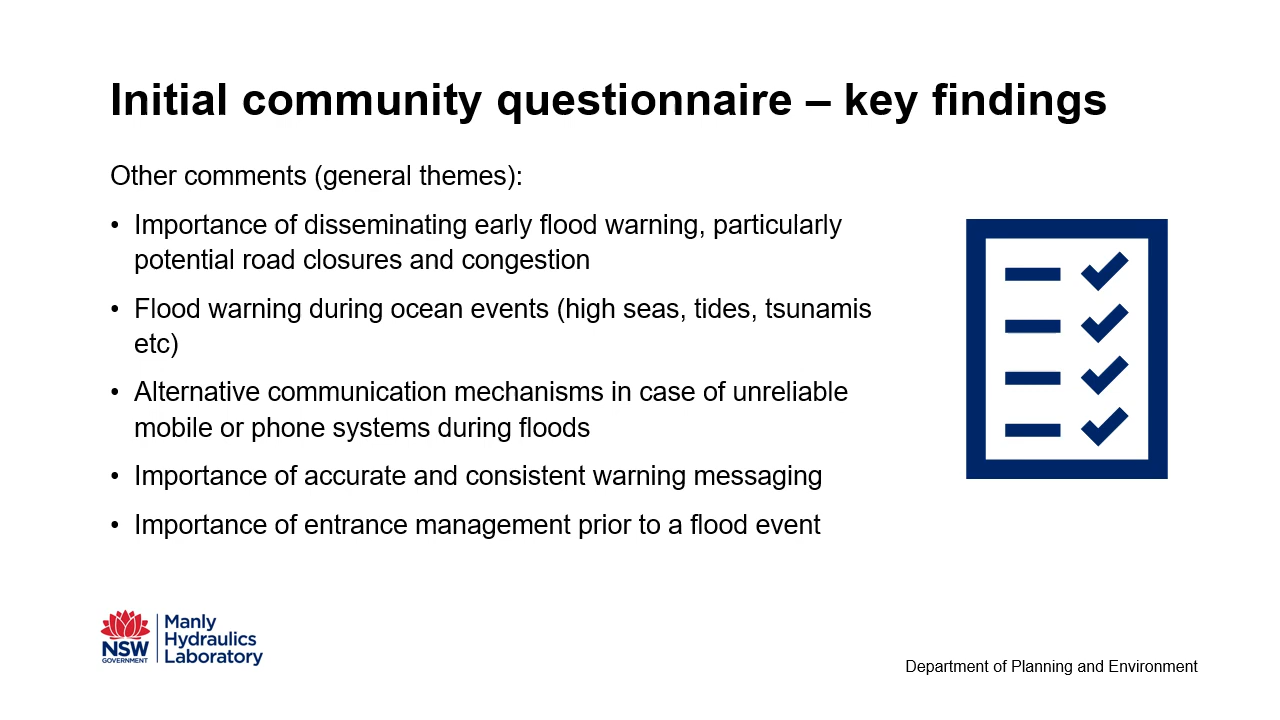 Initial community questionnaire – key findings
Other comments (general themes):
• Importance of disseminating early flood warning, particularly
potential road closures and congestion
• Flood warning during ocean events (high seas, tides, tsunamis
etc)
• Alternative communication mechanisms in case of unreliable
mobile or phone systems during floods
• Importance of accurate and consistent warning messaging
• Importance of entrance management prior to a flood event
NSW
GOVERNMENT
Manly
Hydraulics
Laboratory
Department of Planning and Environment